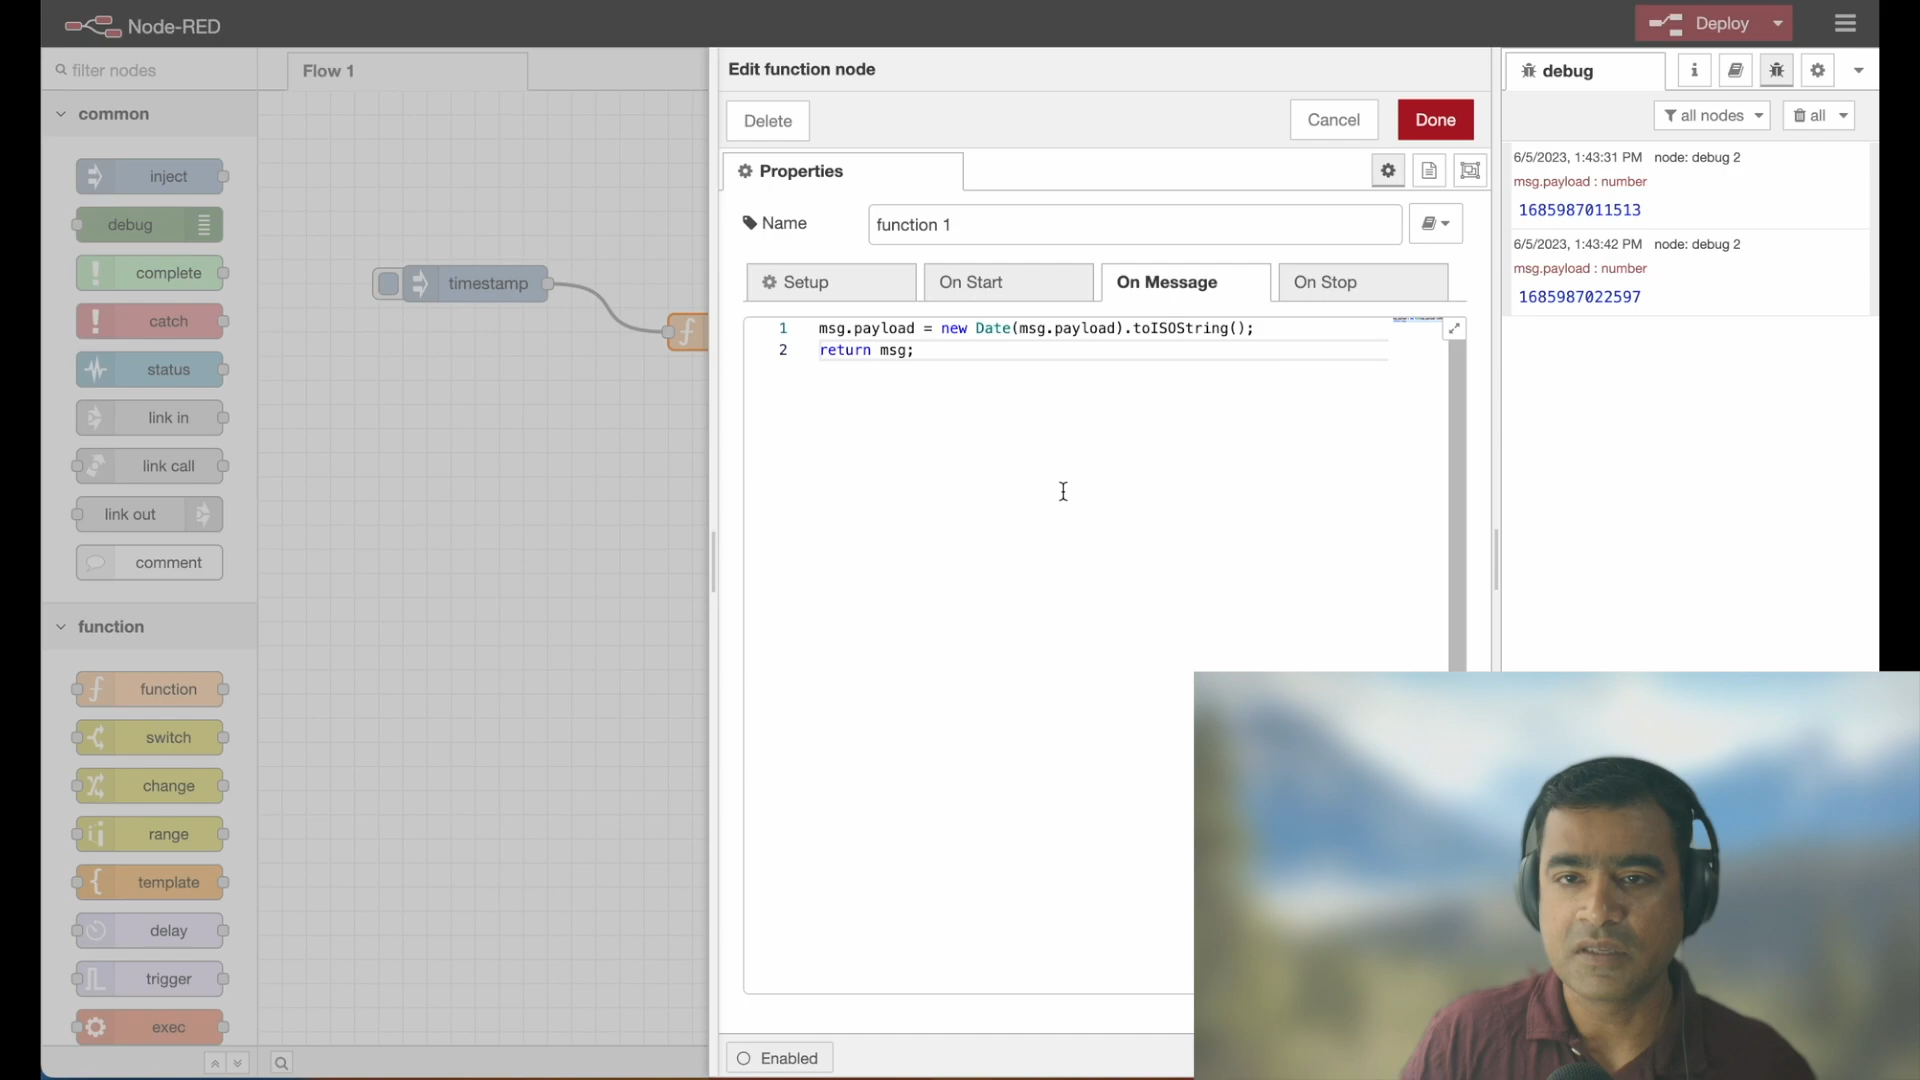 Node-RED
Deploy
filter nodes
Flow 1
common
inject
debug
complete
catch
status
link in
link call
link out
comment
function
function
switch
change
range
template
delay
trigger
exec
timestamp
Edit function node
Delete
Cancel
Done
Properties
Name
function 1
Setup
On Start
On Message
On Stop
1 msg.payload = new Date(msg.payload).toISOString();
2 return msg;
Enabled
debug
all nodes
all
6/5/2023, 1:43:31 PM node: debug 2
msg.payload : number
1685987011513
6/5/2023, 1:43:42 PM node: debug 2
msg.payload : number
1685987022597